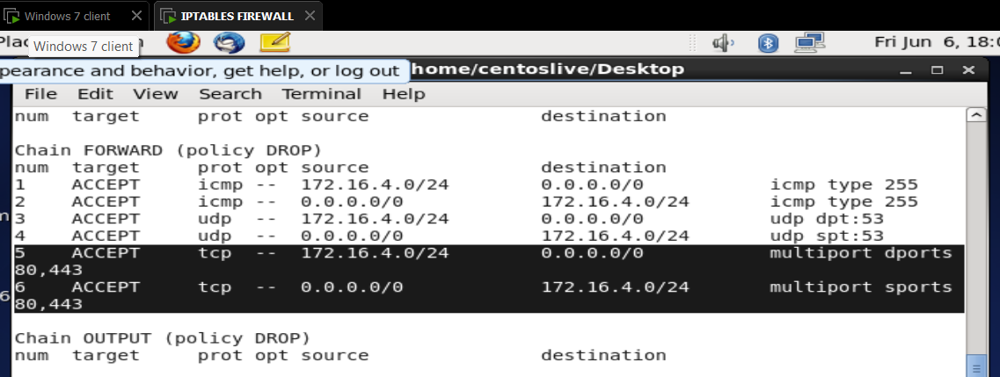 Windows 7 client
IPTABLES FIREWALL
Windows 7 client
Fri Jun 6, 18:0
pearance and behavior, get help, or log out
home/centoslive/Desktop
File Edit View Search Terminal Help
num target prot opt source destination
Chain FORWARD (policy DROP)
num target prot opt source destination
1 ACCEPT icmp -- 172.16.4.0/24 0.0.0.0/0 icmp type 255
2 ACCEPT icmp -- 0.0.0.0/0 172.16.4.0/24 icmp type 255
3 ACCEPT udp -- 172.16.4.0/24 0.0.0.0/0 udp dpt:53
4 ACCEPT udp -- 0.0.0.0/0 172.16.4.0/24 udp spt:53
5 ACCEPT tcp -- 172.16.4.0/24 0.0.0.0/0 multiport dports
80,443
6 ACCEPT tcp -- 0.0.0.0/0 172.16.4.0/24 multiport sports
80,443
Chain OUTPUT (policy DROP)
num target prot opt source destination